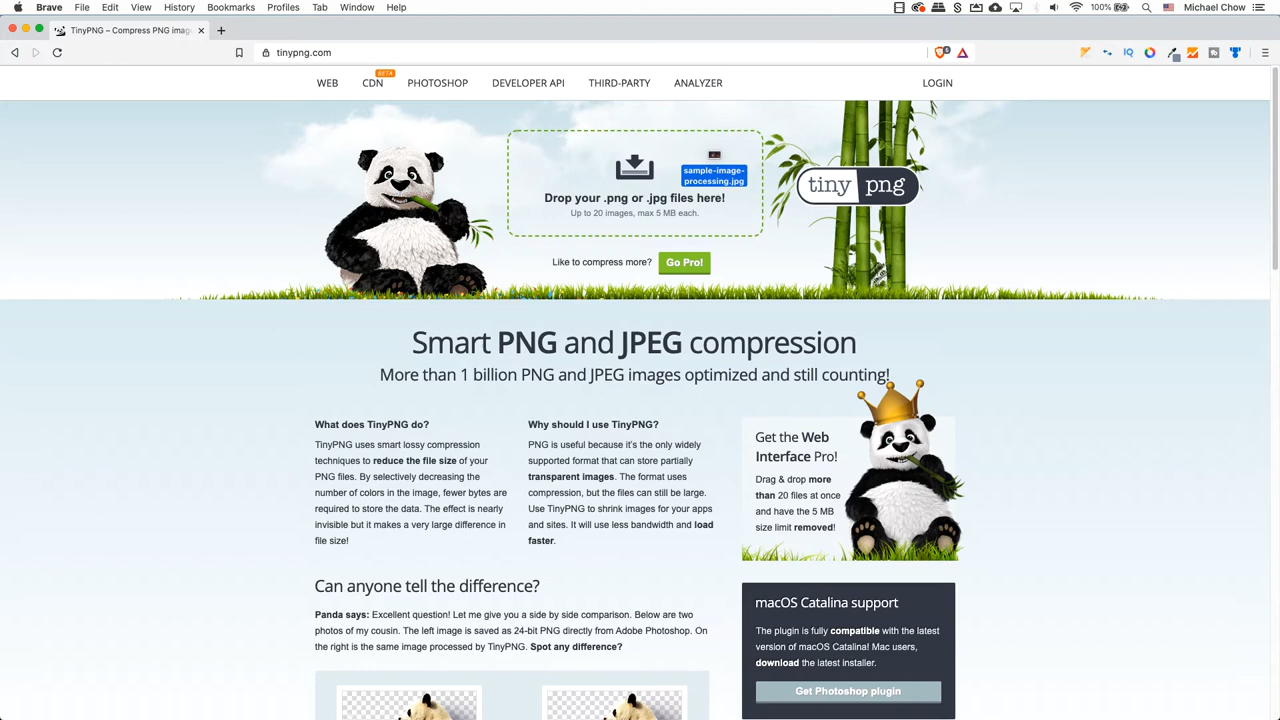 Brave File Edit View History Bookmarks Profiles Tab Window Help 100% Michael Chow
TinyPNG – Compress PNG imag
tinypng.com
WEB CDN BETA PHOTOSHOP DEVELOPER API THIRD-PARTY ANALYZER LOGIN
sample-image-
processing.jpg
Drop your .png or .jpg files here!
Up to 20 images, max 5 MB each.
tiny png
Like to compress more? Go Pro!
Smart PNG and JPEG compression
More than 1 billion PNG and JPEG images optimized and still counting!
What does TinyPNG do?
TinyPNG uses smart lossy compression
techniques to reduce the file size of your
PNG files. By selectively decreasing the
number of colors in the image, fewer bytes are
required to store the data. The effect is nearly
invisible but it makes a very large difference in
file size!
Why should I use TinyPNG?
PNG is useful because it's the only widely
supported format that can store partially
transparent images. The format uses
compression, but the files can still be large.
Use TinyPNG to shrink images for your apps
and sites. It will use less bandwidth and load
faster.
Get the Web
Interface Pro!
Drag & drop more
than 20 files at once
and have the 5 MB
size limit removed!
Can anyone tell the difference?
Panda says: Excellent question! Let me give you a side by side comparison. Below are two
photos of my cousin. The left image is saved as 24-bit PNG directly from Adobe Photoshop. On
the right is the same image processed by TinyPNG. Spot any difference?
macOS Catalina support
The plugin is fully compatible with the latest
version of macOS Catalina! Mac users,
download the latest installer.
Get Photoshop plugin